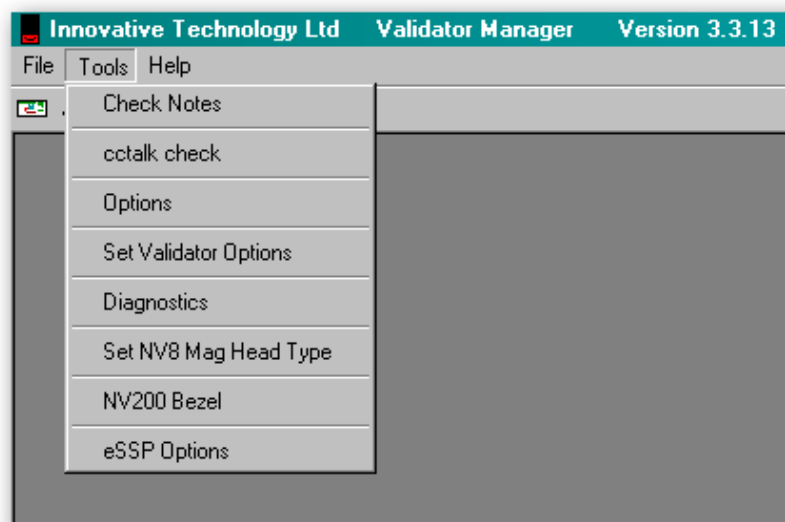 Innovative Technology Ltd Validator Manager Version 3.3.13
File Tools Help
Check Notes
cctalk check
Options
Set Validator Options
Diagnostics
Set NV8 Mag Head Type
NV200 Bezel
eSSP Options